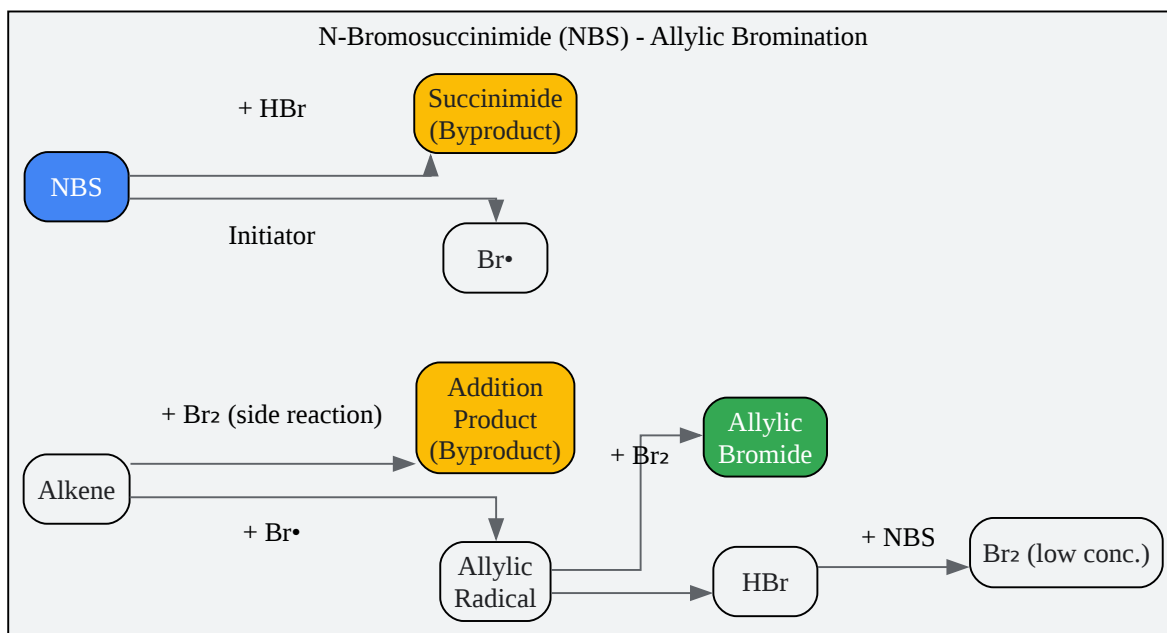 N-Bromosuccinimide (NBS) - Allylic Bromination
+ HBr
Succinimide
(Byproduct)
NBS
Initiator
Br•
+ Br₂ (side reaction)
Addition
Product
(Byproduct)
Allylic
Bromide
+ Br₂
Alkene
+ Br•
Allylic
Radical
HBr
+ NBS
Br₂ (low conc.)